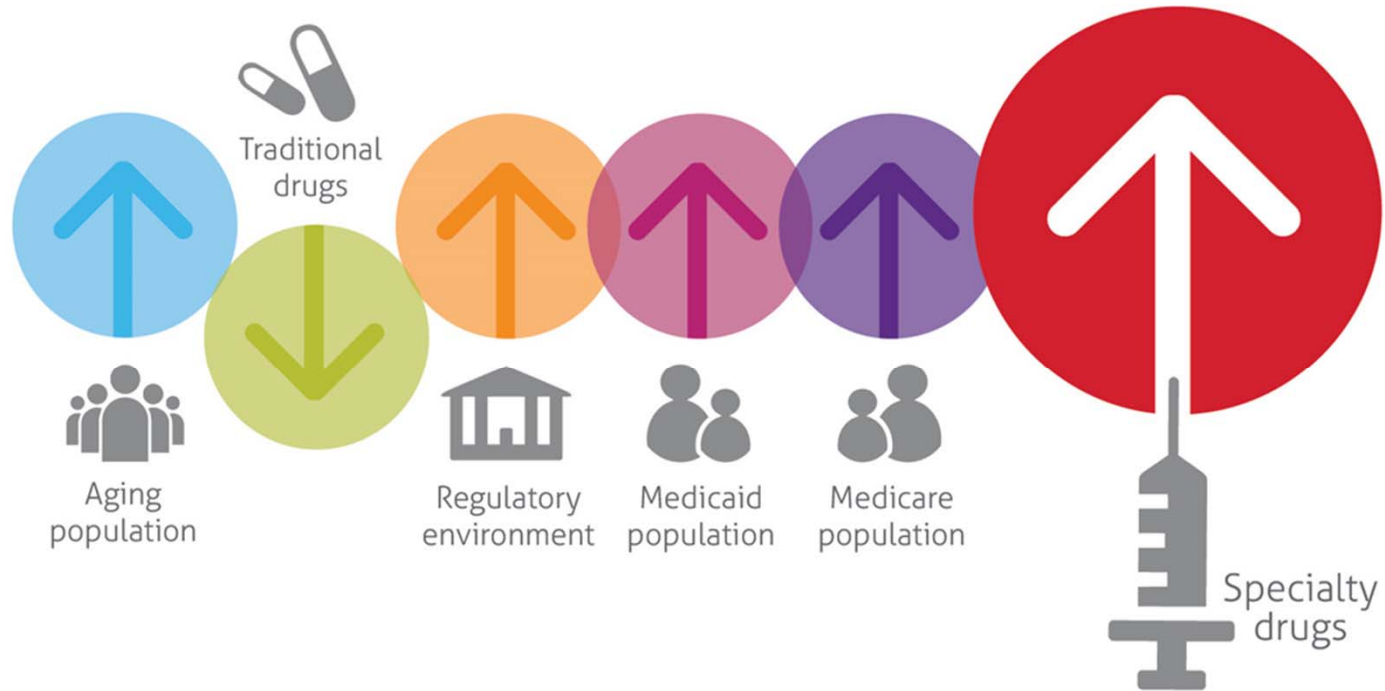 Traditional
drugs
Aging
population
Regulatory
environment
Medicaid
population
Medicare
population
Specialty
drugs